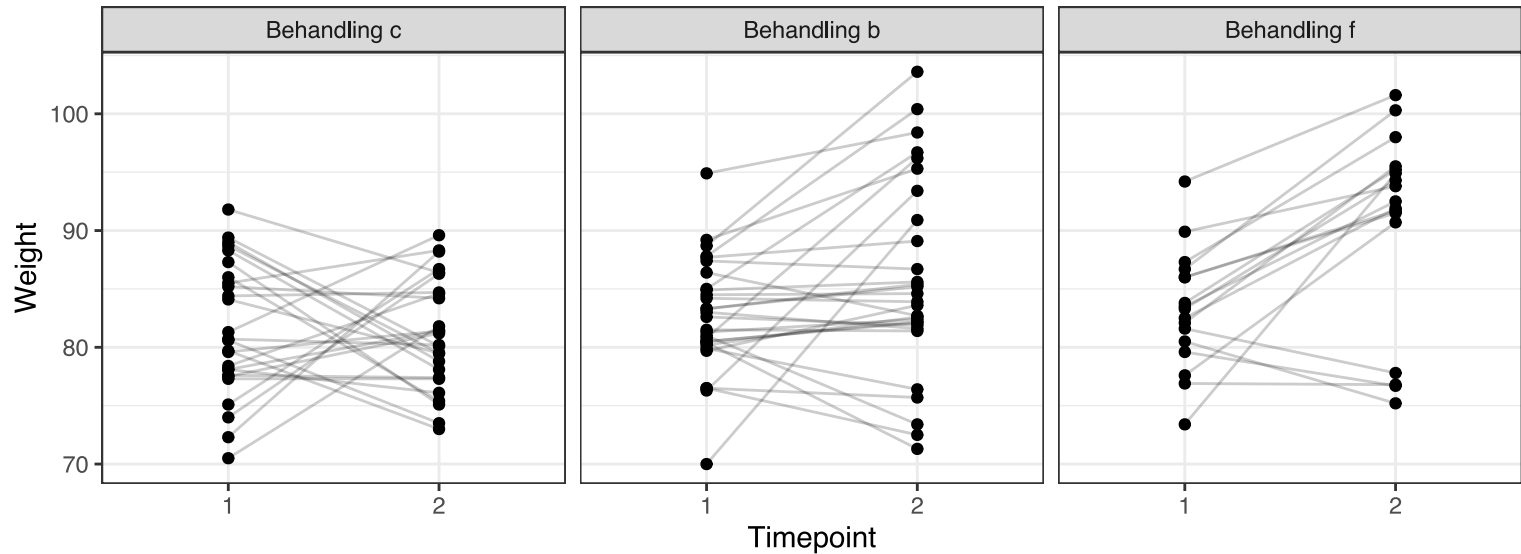 Behandling c
Behandling b
Behandling f
100
90
80
70
Weight
1
2
1
2
1
2
Timepoint